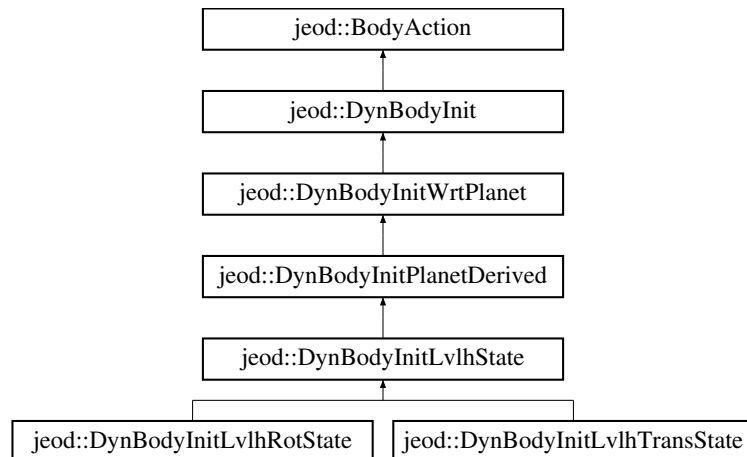 jeod::BodyAction
jeod::DynBodyInit
jeod::DynBodyInitWrtPlanet
jeod::DynBodyInitPlanetDerived
jeod::DynBodyInitLvlhState
jeod::DynBodyInitLvlhRotState
jeod::DynBodyInitLvlhTransState